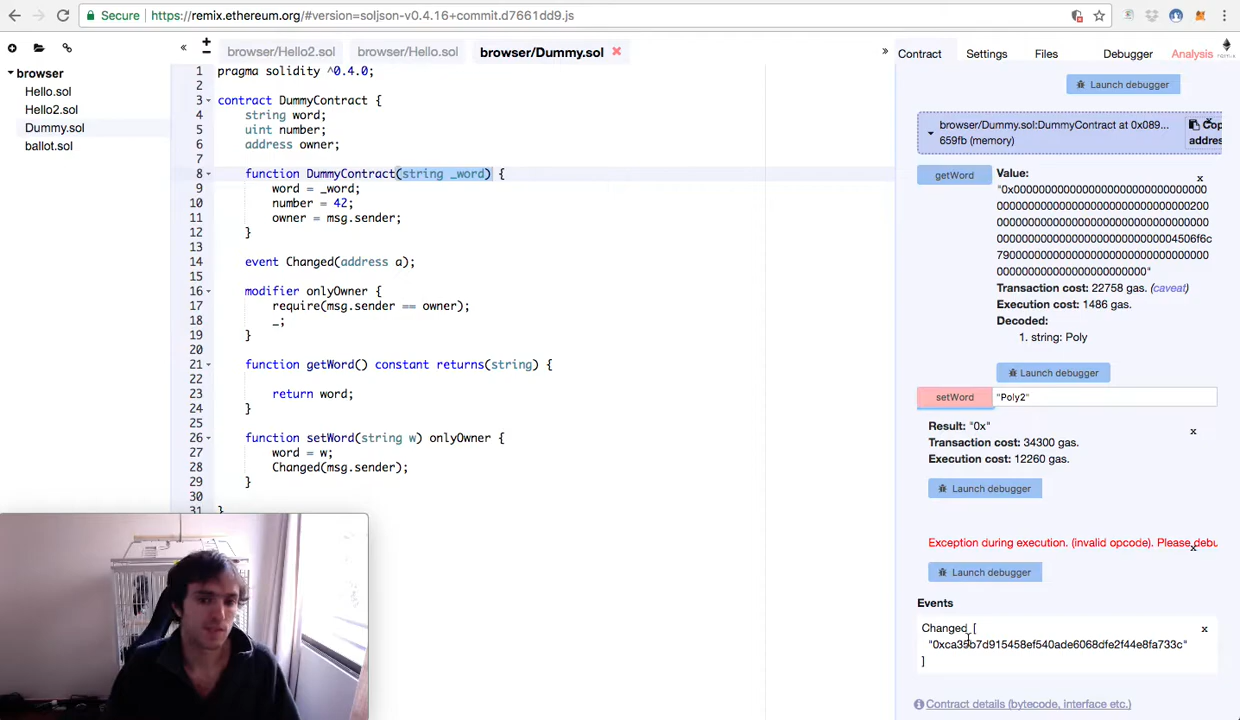 Secure https://remix.ethereum.org/#version=soljson-v0.4.16+commit.d7661dd9.js
browser/Hello2.sol browser/Hello.sol browser/Dummy.sol
Contract Settings Files Debugger Analysis
browser
Hello.sol
Hello2.sol
Dummy.sol
ballot.sol
1 pragma solidity ^0.4.0;
2
3 contract DummyContract {
4 string word;
5 uint number;
6 address owner;
7
8 function DummyContract(string _word) {
9 word = _word;
10 number = 42;
11 owner = msg.sender;
12 }
13
14 event Changed(address a);
15
16 modifier onlyOwner {
17 require(msg.sender == owner);
18 _;
19 }
20
21 function getWord() constant returns(string) {
22
23 return word;
24 }
25
26 function setWord(string w) onlyOwner {
27 word = w;
28 Changed(msg.sender);
29 }
30
31 }
Launch debugger
browser/Dummy.sol:DummyContract at 0x089...
659fb (memory)
Cop
addres
getWord
Value:
"0x00000000000000000000000000000
00000000000000000000000000000200
00000000000000000000000000000000
0000000000000000000000000004506f6c
79000000000000000000000000000000
0000000000000000000000000"
Transaction cost: 22758 gas. (caveat)
Execution cost: 1486 gas.
Decoded:
1. string: Poly
Launch debugger
setWord "Poly2"
Result: "0x"
Transaction cost: 34300 gas.
Execution cost: 12260 gas.
Launch debugger
Exception during execution. (invalid opcode). Please debu
Launch debugger
Events
Changed [
"0xca35b7d915458ef540ade6068dfe2f44e8fa733c"
]
Contract details (bytecode, interface etc.)